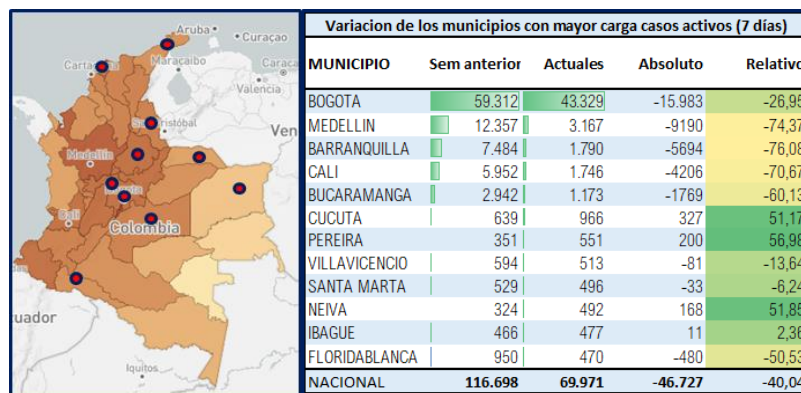 Aruba
Curaçao
Maracaibo
Caraca
Valencia
Ven
Medellín
Cali
Colombia
cuador
Iquitos
Variacion de los municipios con mayor carga casos activos (7 días)
MUNICIPIO Sem anterior Actuales Absoluto Relativo
BOGOTA 59.312 43.329 -15.983 -26,95
MEDELLIN 12.357 3.167 -9190 -74,37
BARRANQUILLA 7.484 1.790 -5694 -76,08
CALI 5.952 1.746 -4206 -70,67
BUCARAMANGA 2.942 1.173 -1769 -60,13
CUCUTA 639 966 327 51,17
PEREIRA 351 551 200 56,98
VILLAVICENCIO 594 513 -81 -13,64
SANTA MARTA 529 496 -33 -6,24
NEIVA 324 492 168 51,85
IBAGUE 466 477 11 2,36
FLORIDABLANCA 950 470 -480 -50,53
NACIONAL 116.698 69.971 -46.727 -40,04